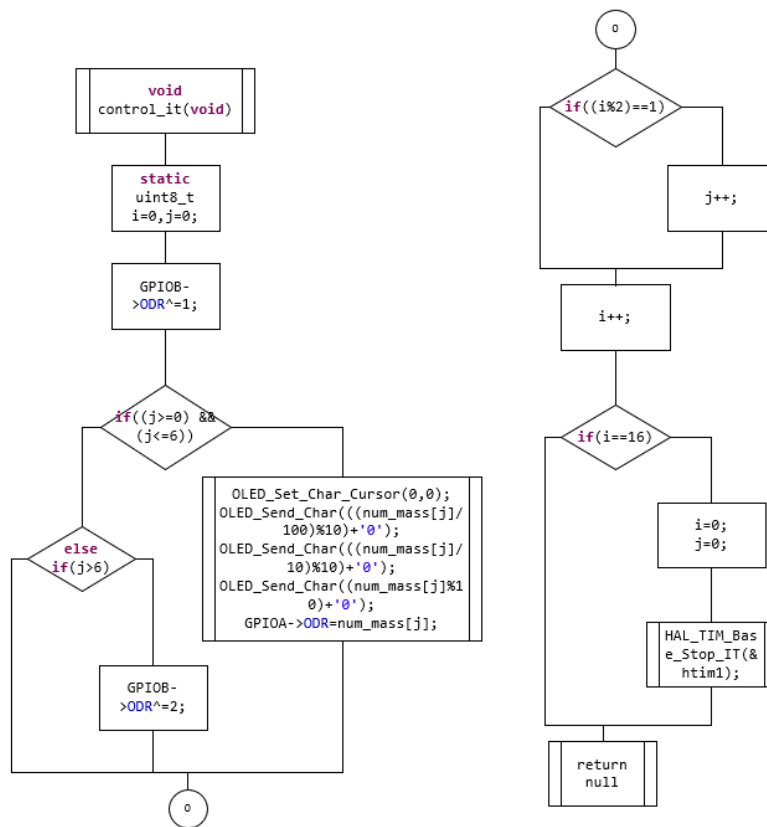 void
control_it(void)
static
uint8_t
i=0,j=0;
GPIOB-
>ODR^=1;
if((j>=0) &&
(j<=6))
OLED_Set_Char_Cursor(0,0);
OLED_Send_Char(((num_mass[j]/
100)%10)+'0');
OLED_Send_Char(((num_mass[j]/
10)%10)+'0');
OLED_Send_Char((num_mass[j]%1
0)+'0');
GPIOA->ODR=num_mass[j];
else
if(j>6)
GPIOB-
>ODR^=2;
0
0
if((i%2)==1)
j++;
i++;
if(i==16)
i=0;
j=0;
HAL_TIM_Bas
e_Stop_IT(&
htim1);
return
null